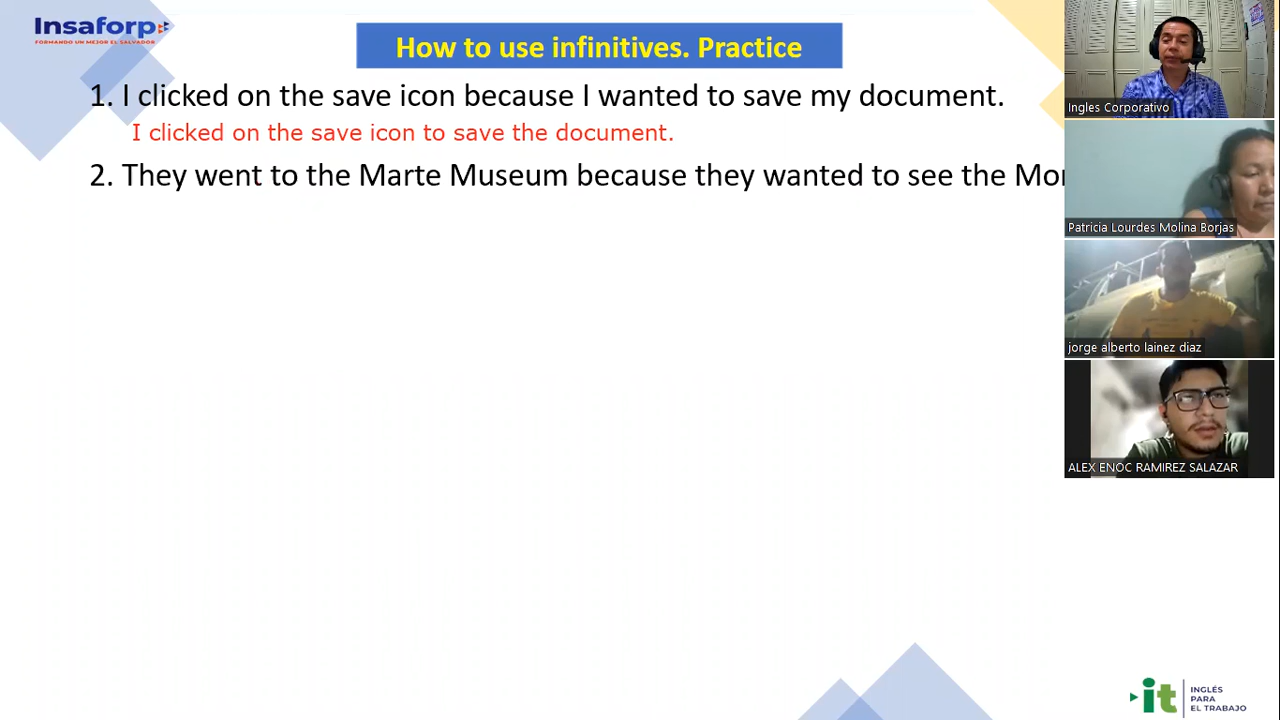 Insaforp
FORMANDO UN MEJOR EL SALVADOR
How to use infinitives. Practice
1. I clicked on the save icon because I wanted to save my document.
I clicked on the save icon to save the document.
2. They went to the Marte Museum because they wanted to see the
Ingles Corporativo
Patricia Lourdes Molina Borjas
jorge alberto lainez diaz
ALEX ENOC RAMIREZ SALAZAR
it
INGLÉS
PARA
EL TRABAJO